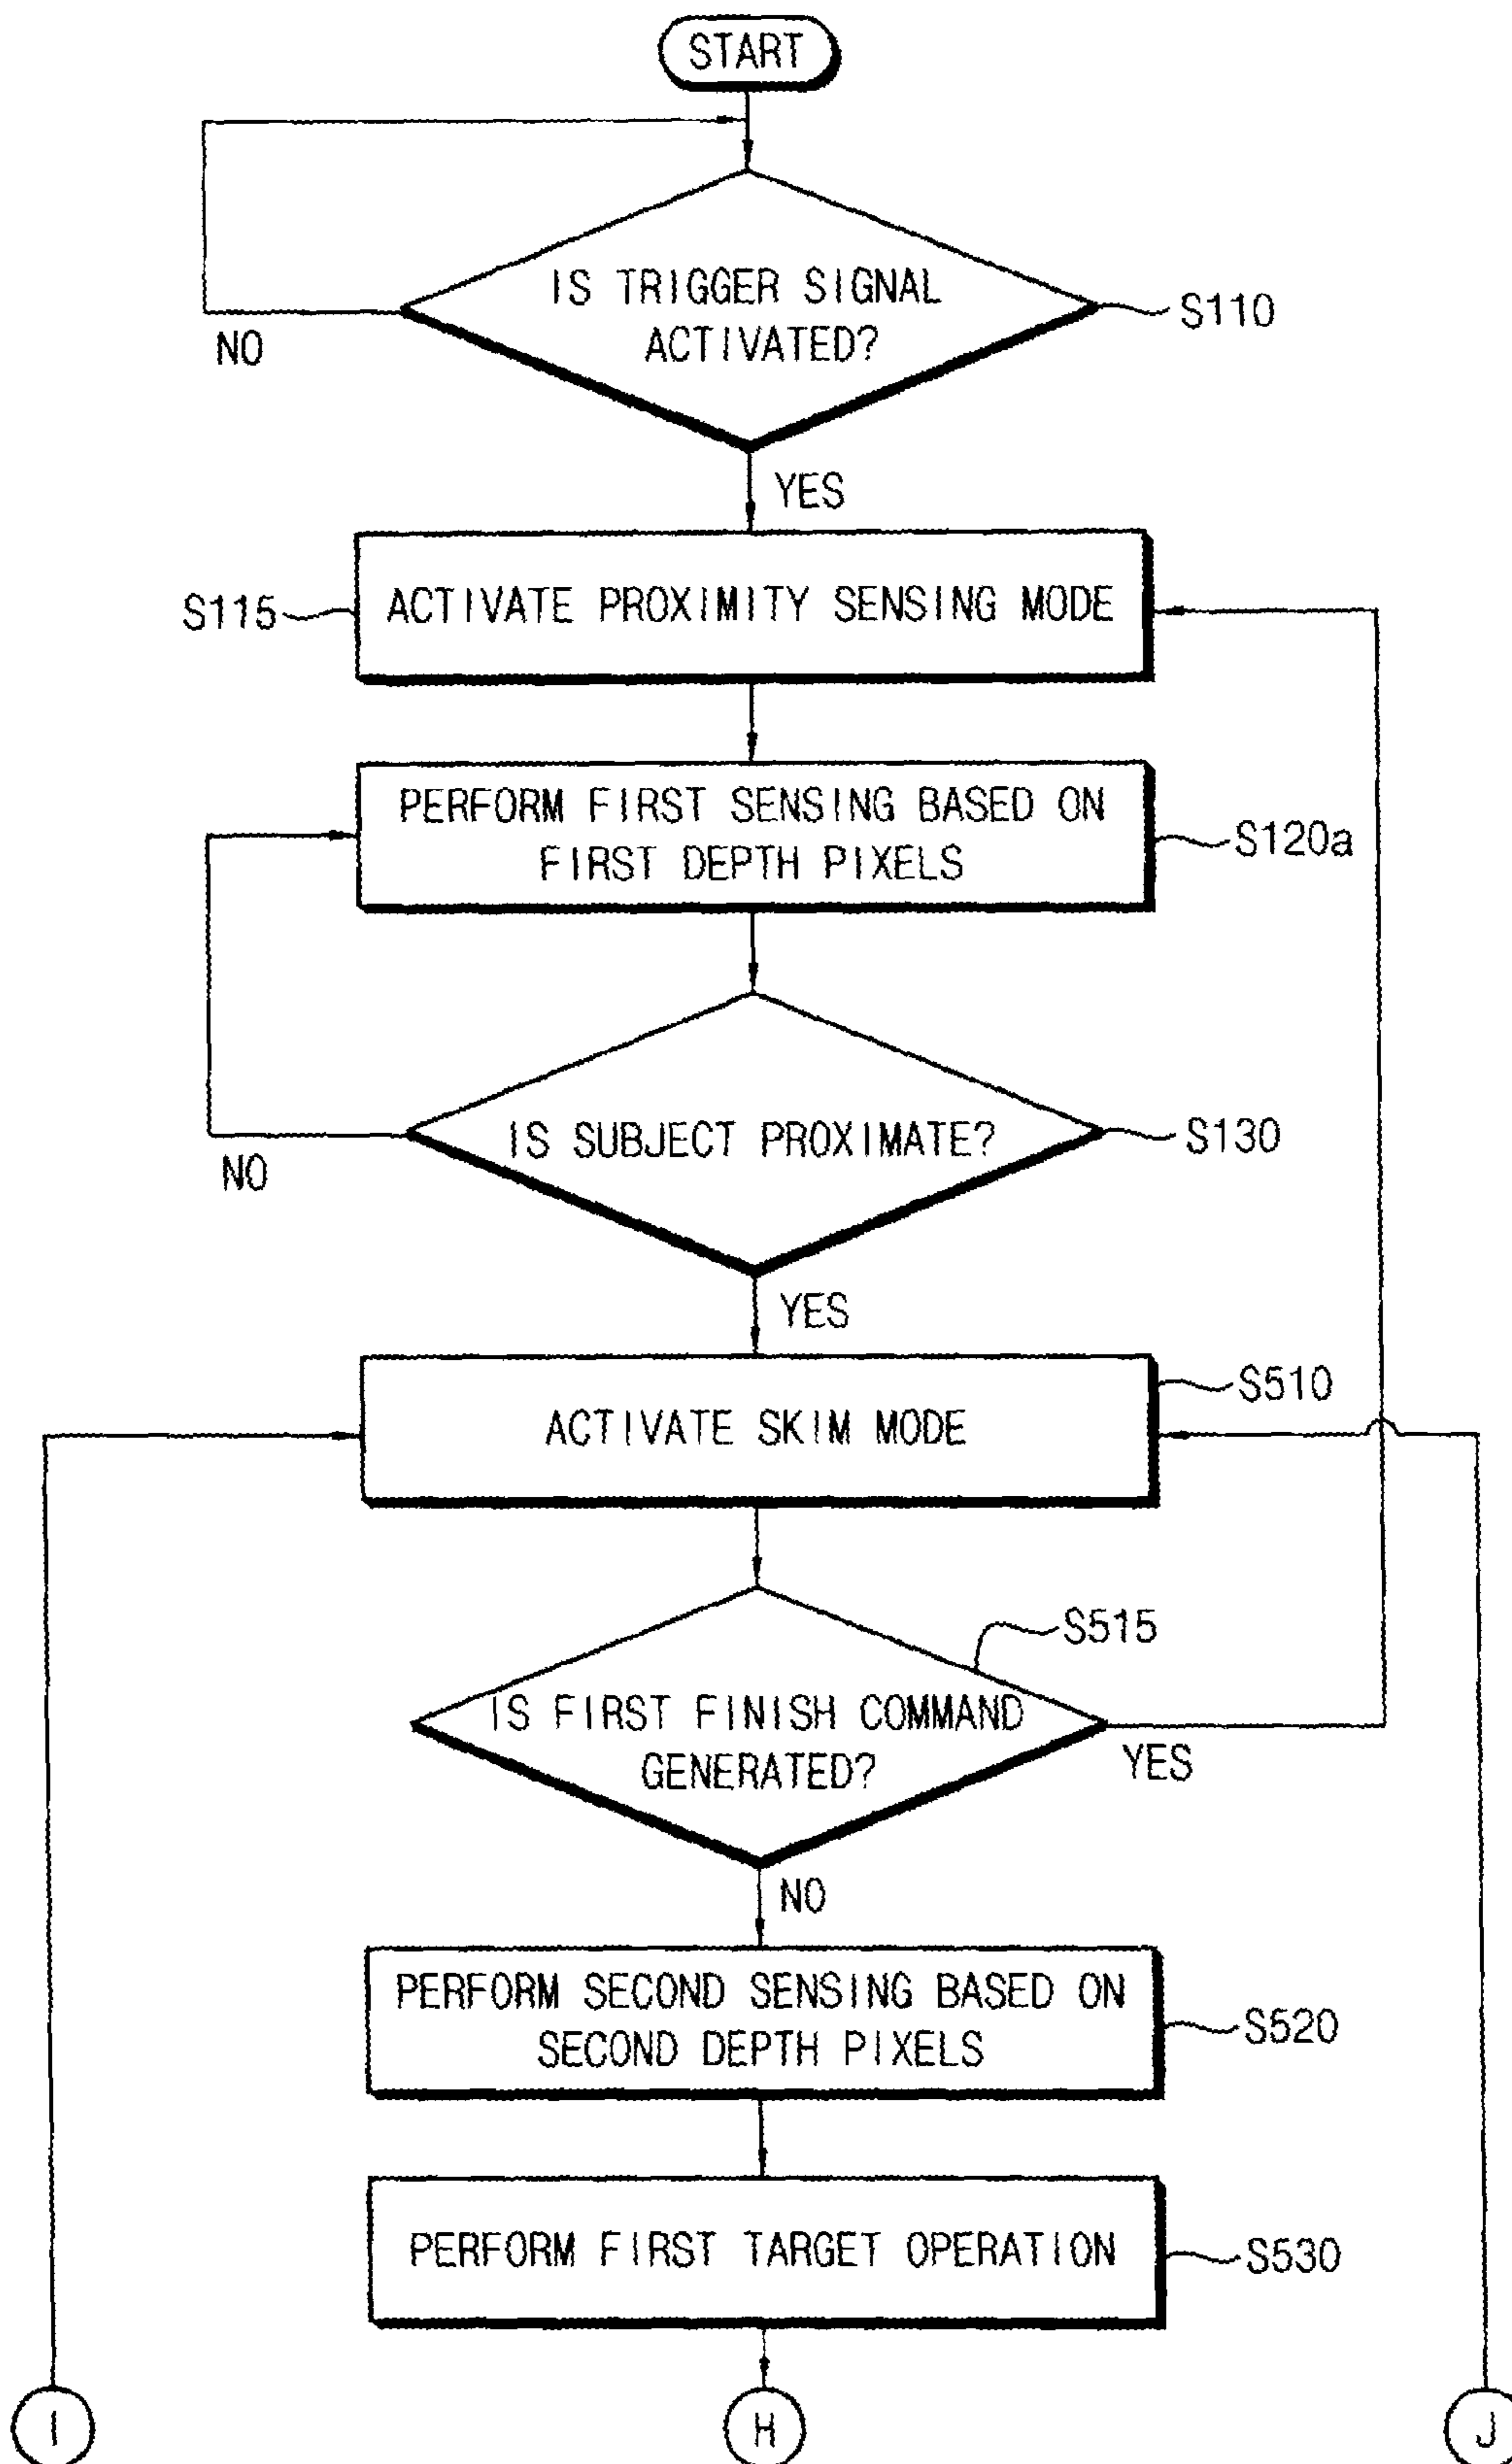 START
IS TRIGGER SIGNAL
ACTIVATED?
S110
NO
YES
S115
ACTIVATE PROXIMITY SENSING MODE
PERFORM FIRST SENSING BASED ON
FIRST DEPTH PIXELS
S120a
IS SUBJECT PROXIMATE?
S130
NO
YES
S510
ACTIVATE SKIM MODE
S515
IS FIRST FINISH COMMAND
GENERATED?
YES
NO
PERFORM SECOND SENSING BASED ON
SECOND DEPTH PIXELS
S520
PERFORM FIRST TARGET OPERATION
S530
I
H
J